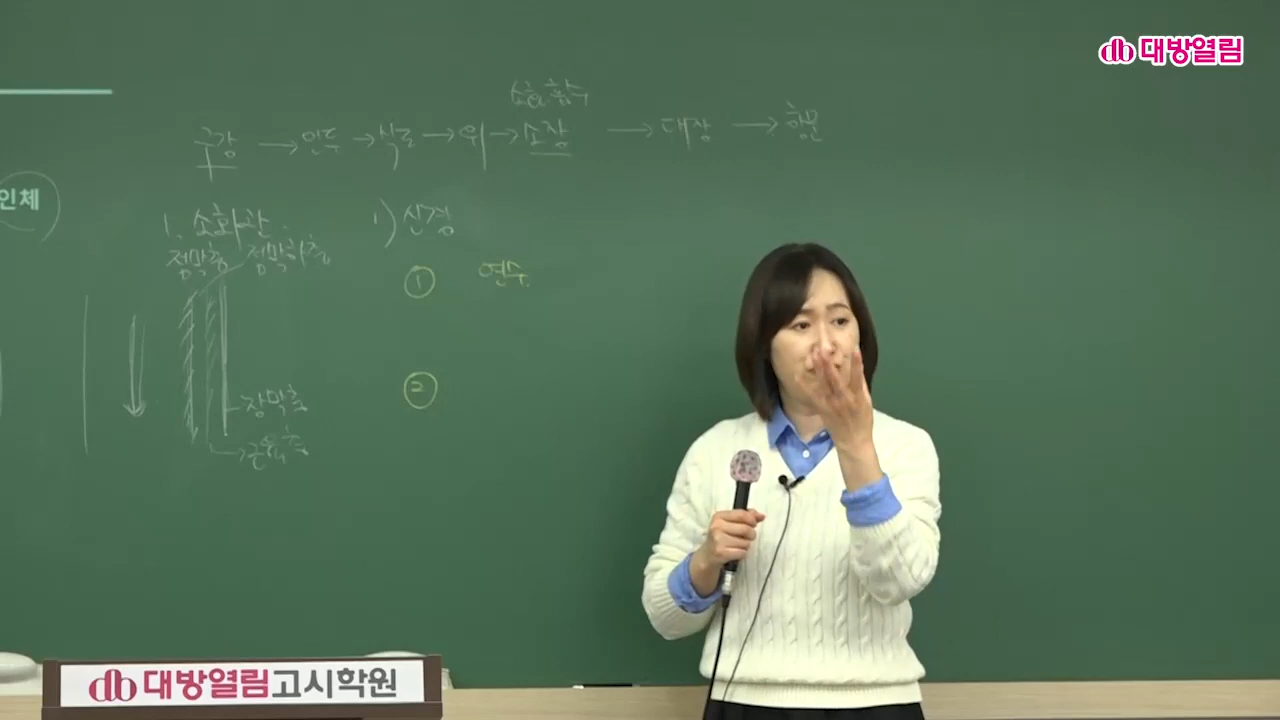 대방열림
소화.흡수
구강 → 인두 → 식도 → 위 → 소장 → 대장 → 항문
인체
1. 소화관.
1) 신경
점막층 점막하층
① 연수
②
장막층
근육층
대방열림고시학원